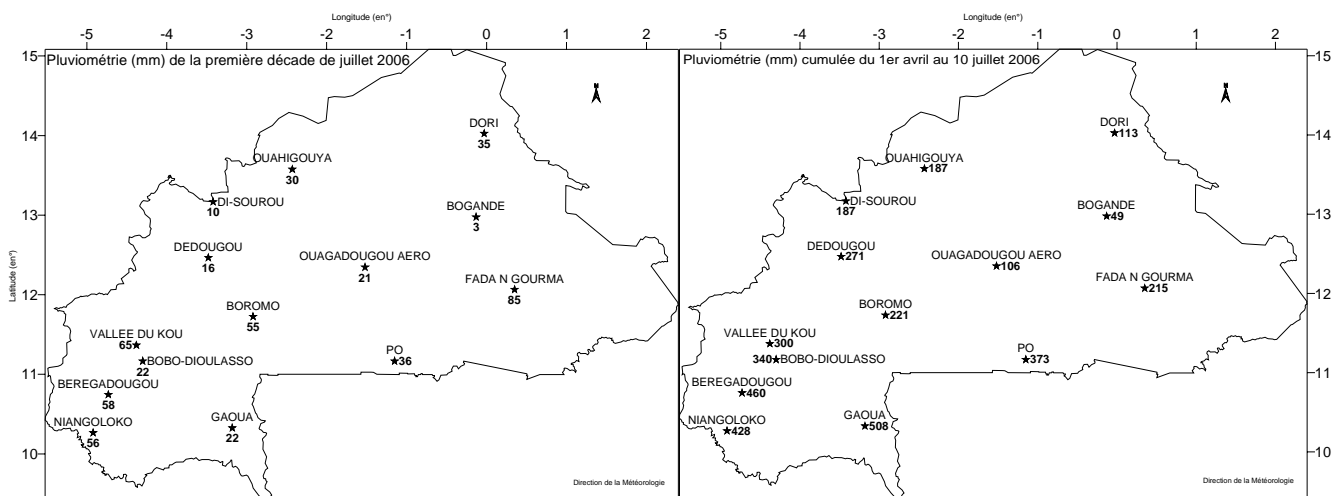 Longitude (en°)
-5 -4 -3 -2 -1 0 1 2
15
Pluviométrie (mm) de la première décade de juillet 2006
N
14
DORI
35
OUAHIGOUYA
30
DI-SOUROU
10
13
BOGANDE
3
DEDOUGOU
16
OUAGADOUGOU AERO
21
Latitude (en°)
12
FADA N GOURMA
85
BOROMO
55
VALLEE DU KOU
65
BOBO-DIOULASSO
22
PO
36
11
BEREGADOUGOU
58
NIANGOLOKO
56
GAOUA
22
10
Direction de la Météorologie
Longitude (en°)
-5 -4 -3 -2 -1 0 1 2
15
Pluviométrie (mm) cumulée du 1er avril au 10 juillet 2006
N
14
DORI
113
OUAHIGOUYA
187
DI-SOUROU
187
13
BOGANDE
49
DEDOUGOU
271
OUAGADOUGOU AERO
106
12
FADA N GOURMA
215
BOROMO
221
VALLEE DU KOU
300
340 BOBO-DIOULASSO
PO
373
11
BEREGADOUGOU
460
NIANGOLOKO
428
GAOUA
508
10
Direction de la Météorologie